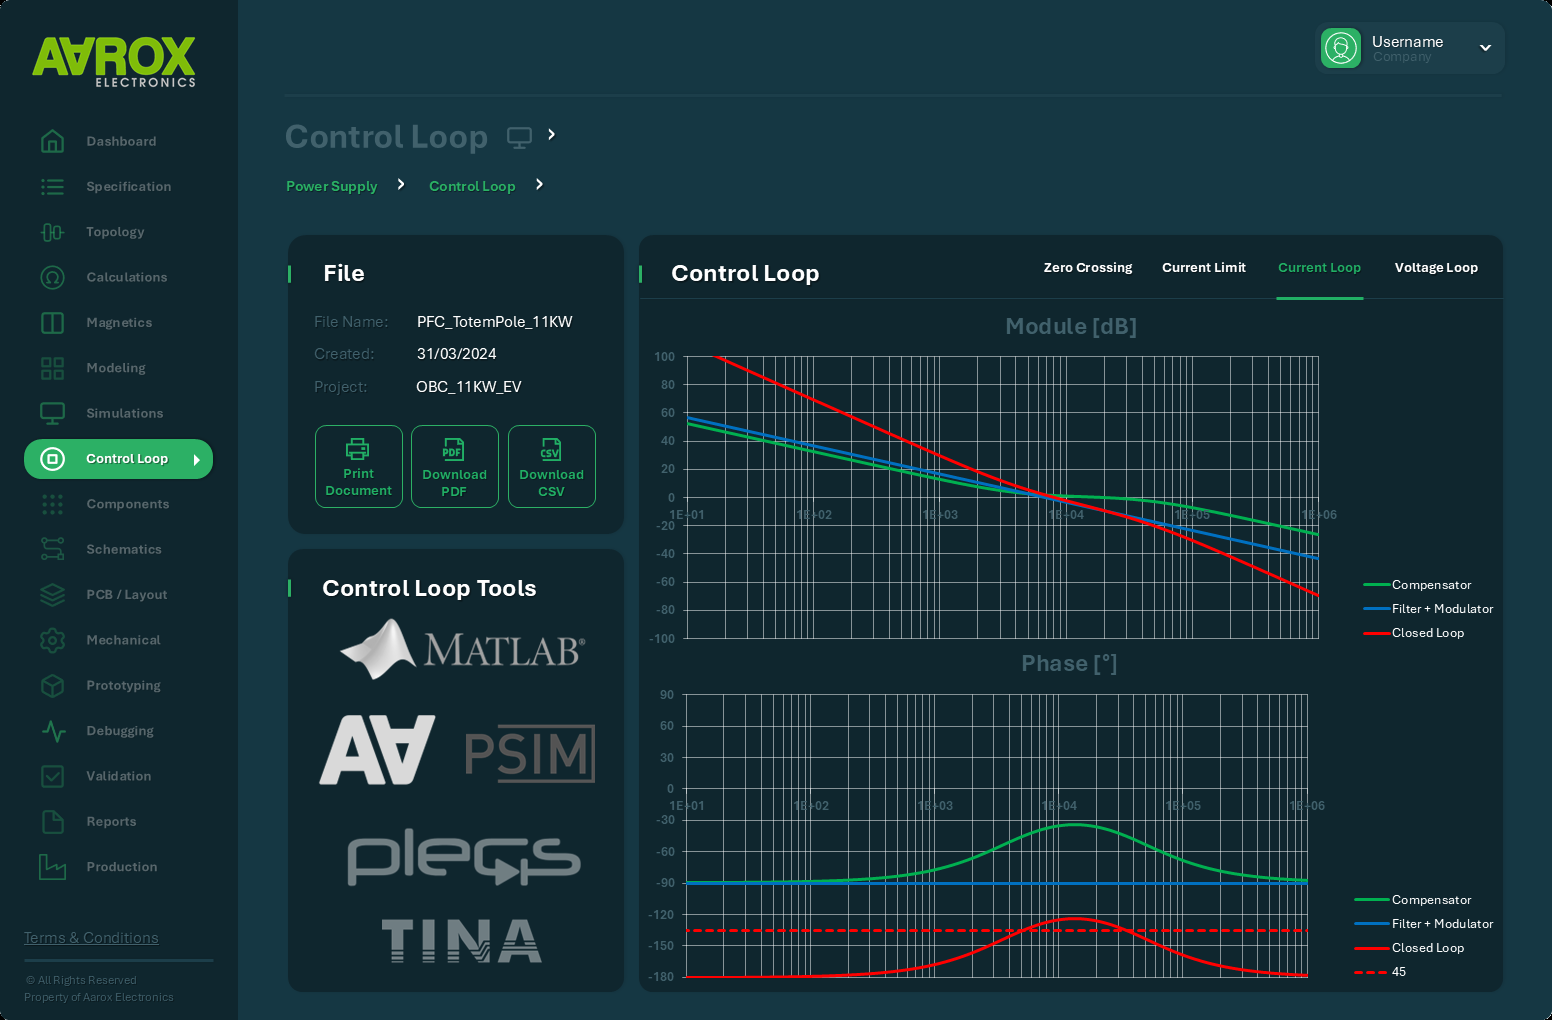 AAROX
ELECTRONICS
Dashboard
Specification
Topology
Calculations
Magnetics
Modeling
Simulations
Control Loop
Components
Schematics
PCB / Layout
Mechanical
Prototyping
Debugging
Validation
Reports
Production
Terms & Conditions
© All Rights Reserved
Property of Aarox Electronics
Username
Company
Control Loop
Power Supply
Control Loop
File
File Name: PFC_TotemPole_11KW
Created: 31/03/2024
Project: OBC_11KW_EV
Print
Document
PDF
Download
PDF
CSV
Download
CSV
Control Loop Tools
MATLAB®
AA
PSIM
plecs
TINA
Control Loop
Zero Crossing
Current Limit
Current Loop
Voltage Loop
Module [dB]
100
80
60
40
20
0
-20
-40
-60
-80
-100
1E-01
1E+02
1E+03
1E+04
1E+05
1E+06
Compensator
Filter + Modulator
Closed Loop
Phase [°]
90
60
30
0
-30
-60
-90
-120
-150
-180
1E+01
1E+02
1E+03
1E+04
1E+05
1E+06
Compensator
Filter + Modulator
Closed Loop
45